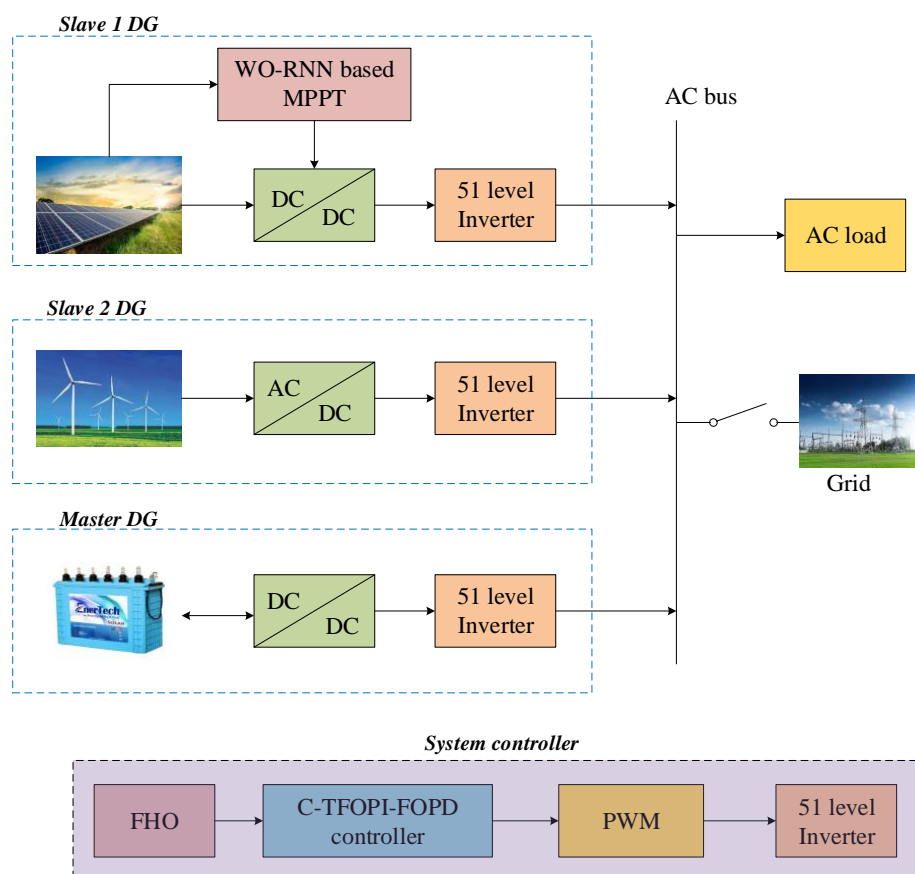 Slave 1 DG
WO-RNN based
MPPT
AC bus
DC
DC
51 level
Inverter
AC load
Slave 2 DG
AC
DC
51 level
Inverter
Grid
Master DG
EnerTech
SOLAR
DC
DC
51 level
Inverter
System controller
FHO
C-TFOPI-FOPD
controller
PWM
51 level
Inverter